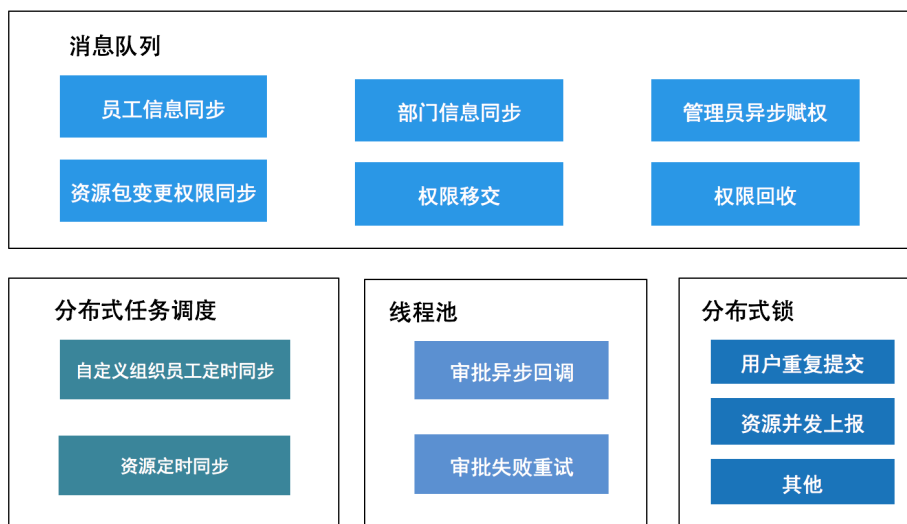 消息队列
员工信息同步
部门信息同步
管理员异步赋权
资源包变更权限同步
权限移交
权限回收
分布式任务调度
自定义组织员工定时同步
资源定时同步
线程池
审批异步回调
审批失败重试
分布式锁
用户重复提交
资源并发上报
其他